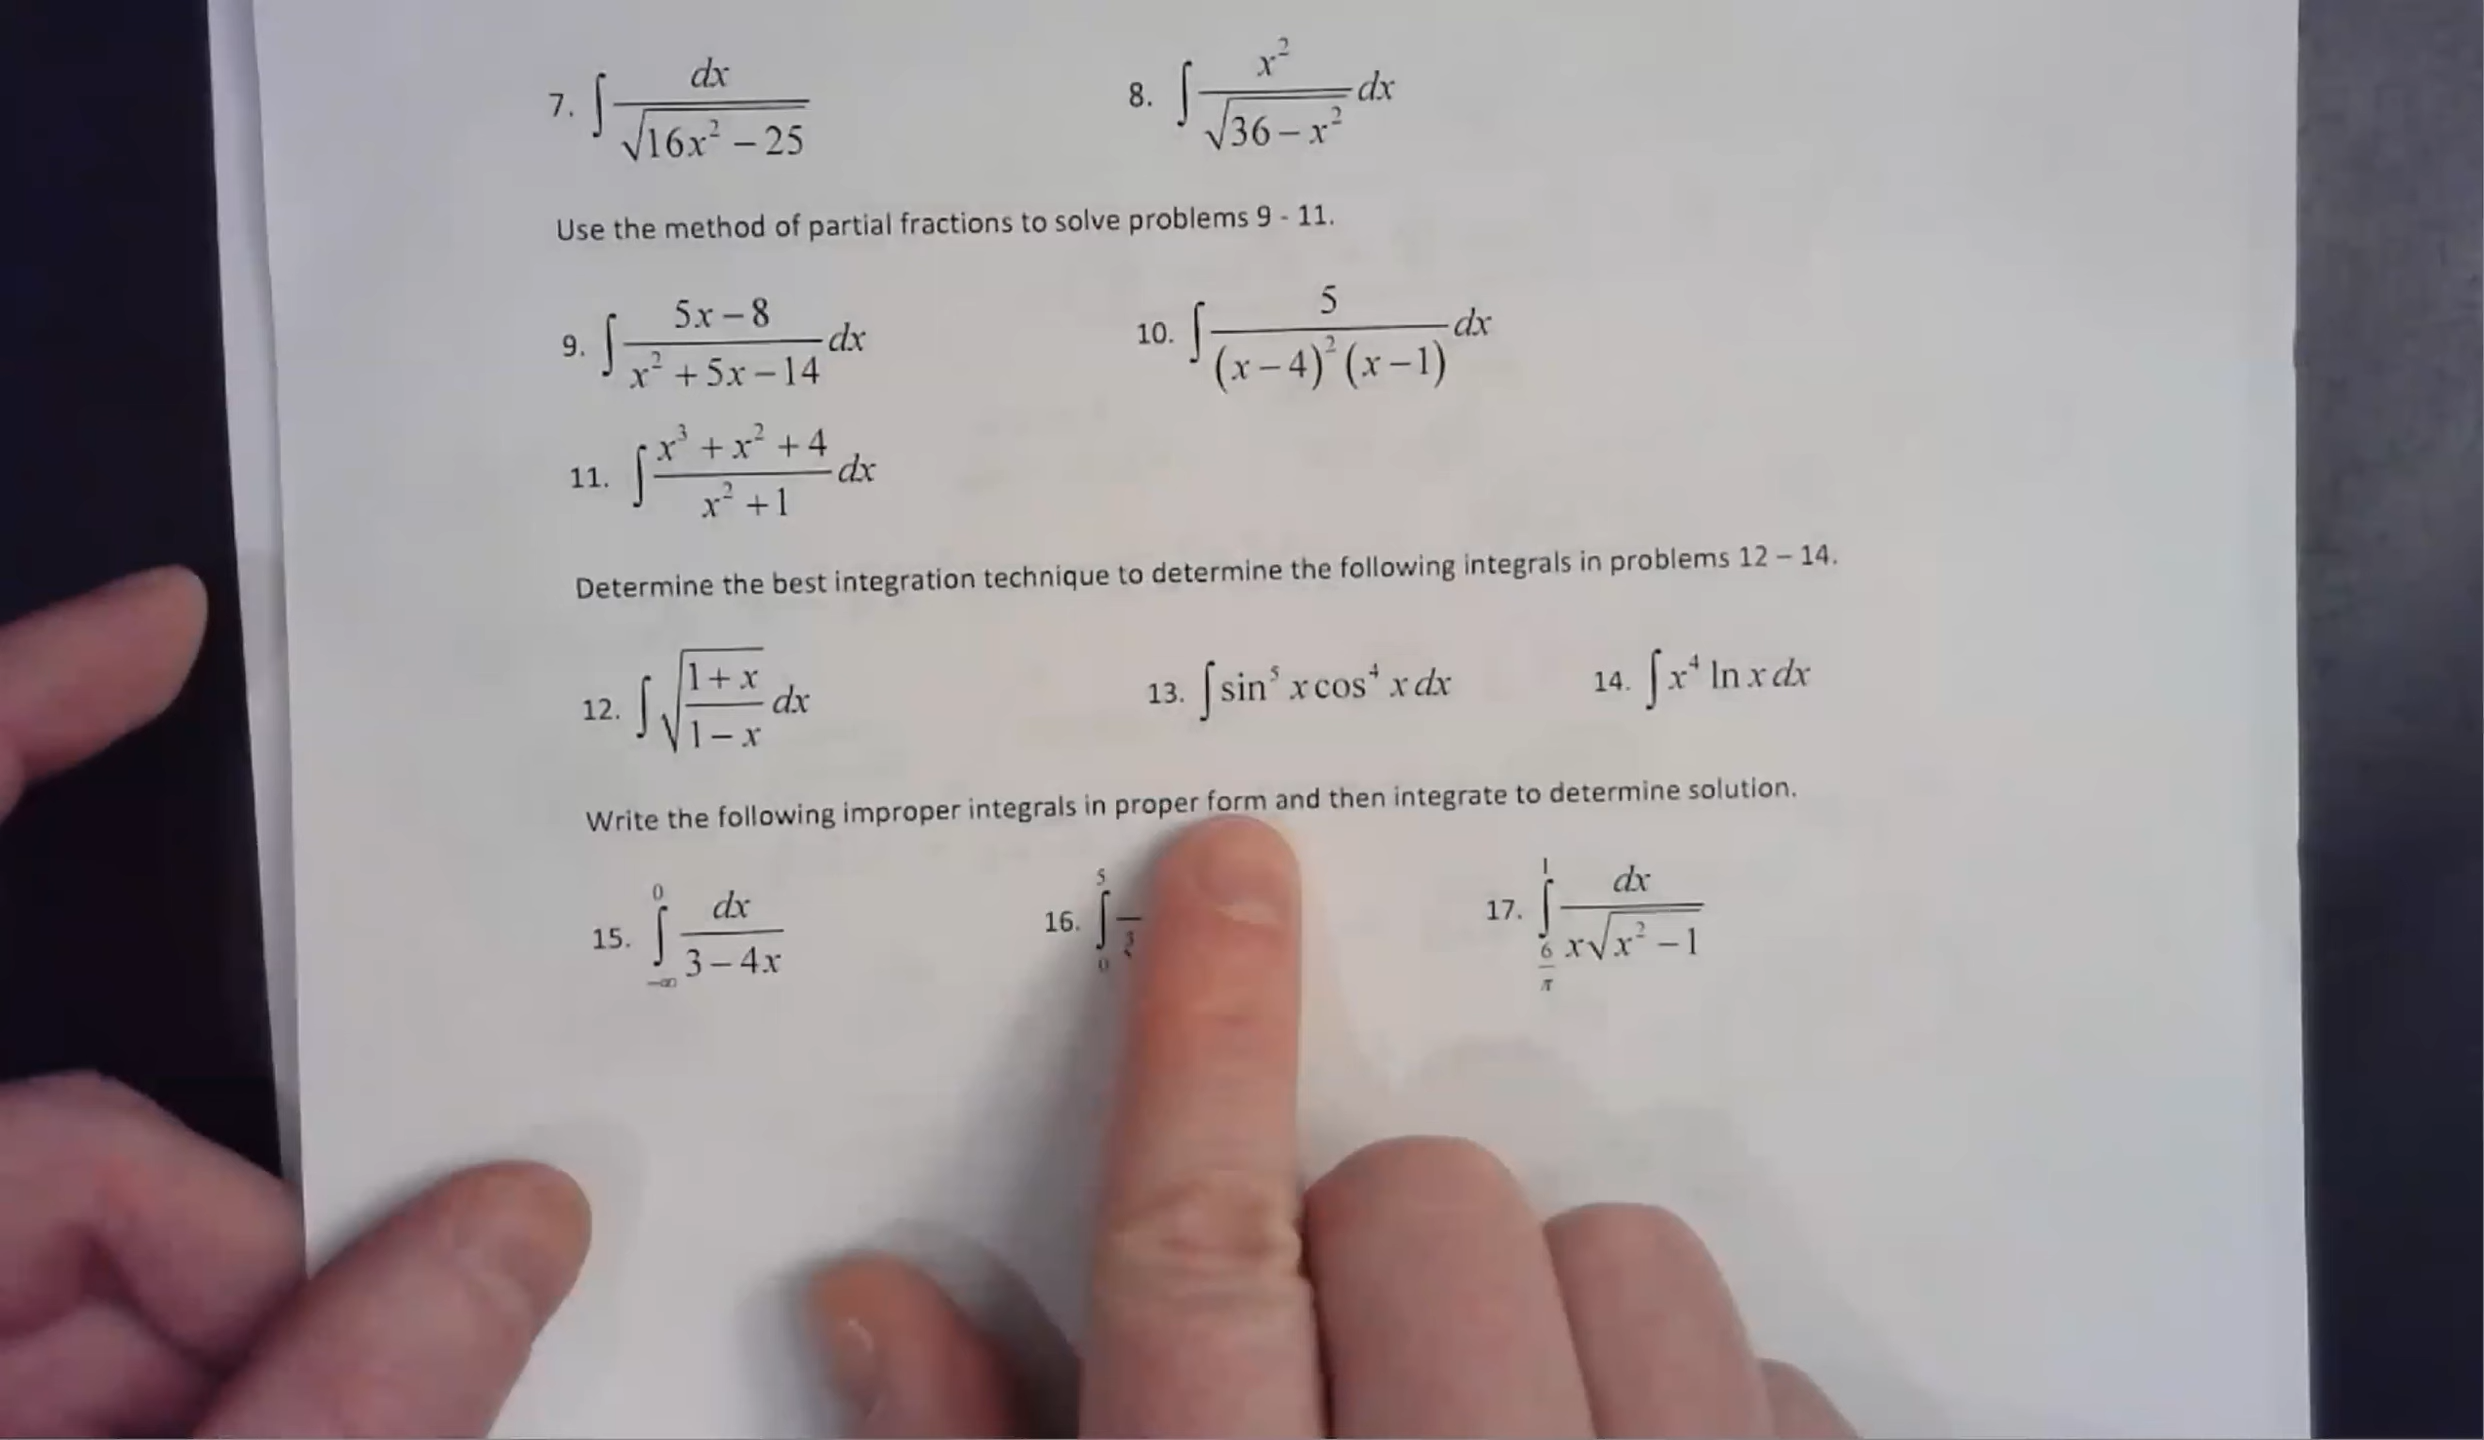 7. ∫ dx / √(16x² − 25)    8. ∫ x² / √(36 − x²) dx
Use the method of partial fractions to solve problems 9 - 11.
9. ∫ (5x − 8) / (x² + 5x − 14) dx    10. ∫ 5 / ((x − 4)² (x − 1)) dx
11. ∫ (x³ + x² + 4) / (x² + 1) dx
Determine the best integration technique to determine the following integrals in problems 12 – 14.
12. ∫ √((1 + x) / (1 − x)) dx    13. ∫ sin⁵ x cos⁴ x dx    14. ∫ x⁴ ln x dx
Write the following improper integrals in proper form and then integrate to determine solution.
15. ∫_{−∞}^{0} dx / (3 − 4x)    16. ∫_{0}^{5}    17. ∫_{6/π}^{1} dx / (x√(x² − 1))